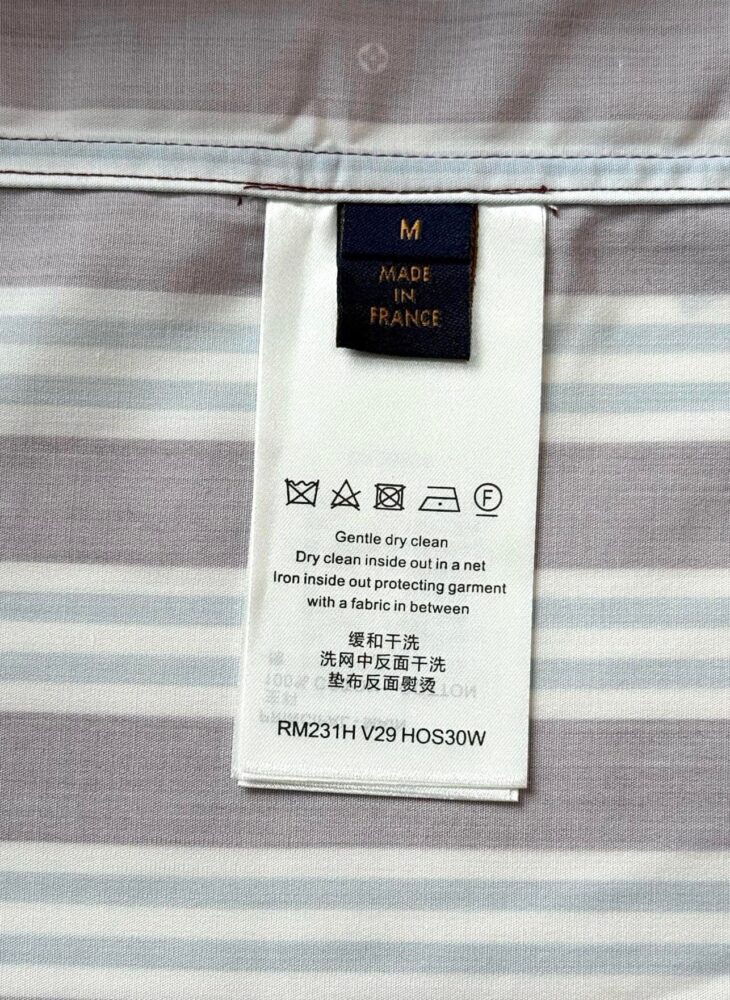 M
MADE
IN
FRANCE
F
Gentle dry clean
Dry clean inside out in a net
Iron inside out protecting garment
with a fabric in between
缓和干洗
洗网中反面干洗
垫布反面熨烫
RM231H V29 HOS30W